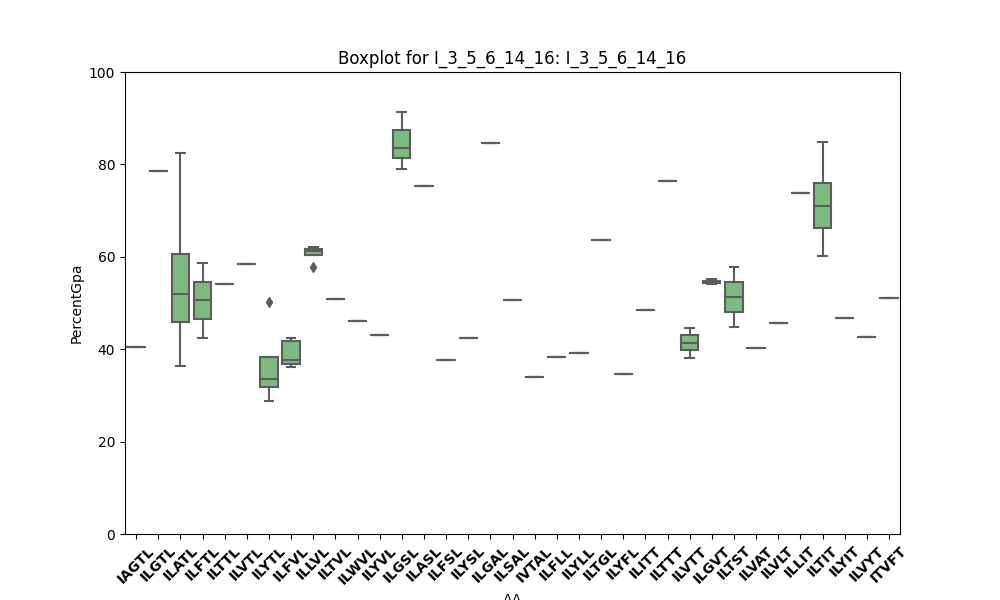 Boxplot for I_3_5_6_14_16: I_3_5_6_14_16
100
80
60
40
20
0
PercentGpa
IAGTL
ILGTL
ILATL
ILFTL
ILTTL
ILVTL
ILYTL
ILFVL
ILLVL
ILTVL
ILWVL
ILYVL
ILGSL
ILASL
ILFSL
ILYSL
ILGAL
ILSAL
IVTAL
ILFLL
ILYLL
ILTGL
ILYFL
ILITT
ILTTT
ILVTT
ILGVT
ILTST
ILVAT
ILVLT
ILLIT
ILTIT
ILYIT
ILVYT
ITVFT
AA